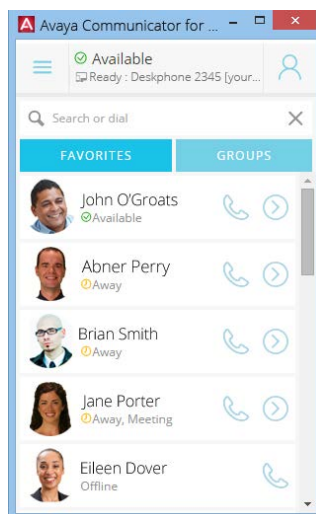 Avaya Communicator for ...
Available
Ready : Deskphone 2345 [your...
Search or dial
FAVORITES
GROUPS
John O'Groats
Available
Abner Perry
Away
Brian Smith
Away
Jane Porter
Away, Meeting
Eileen Dover
Offline